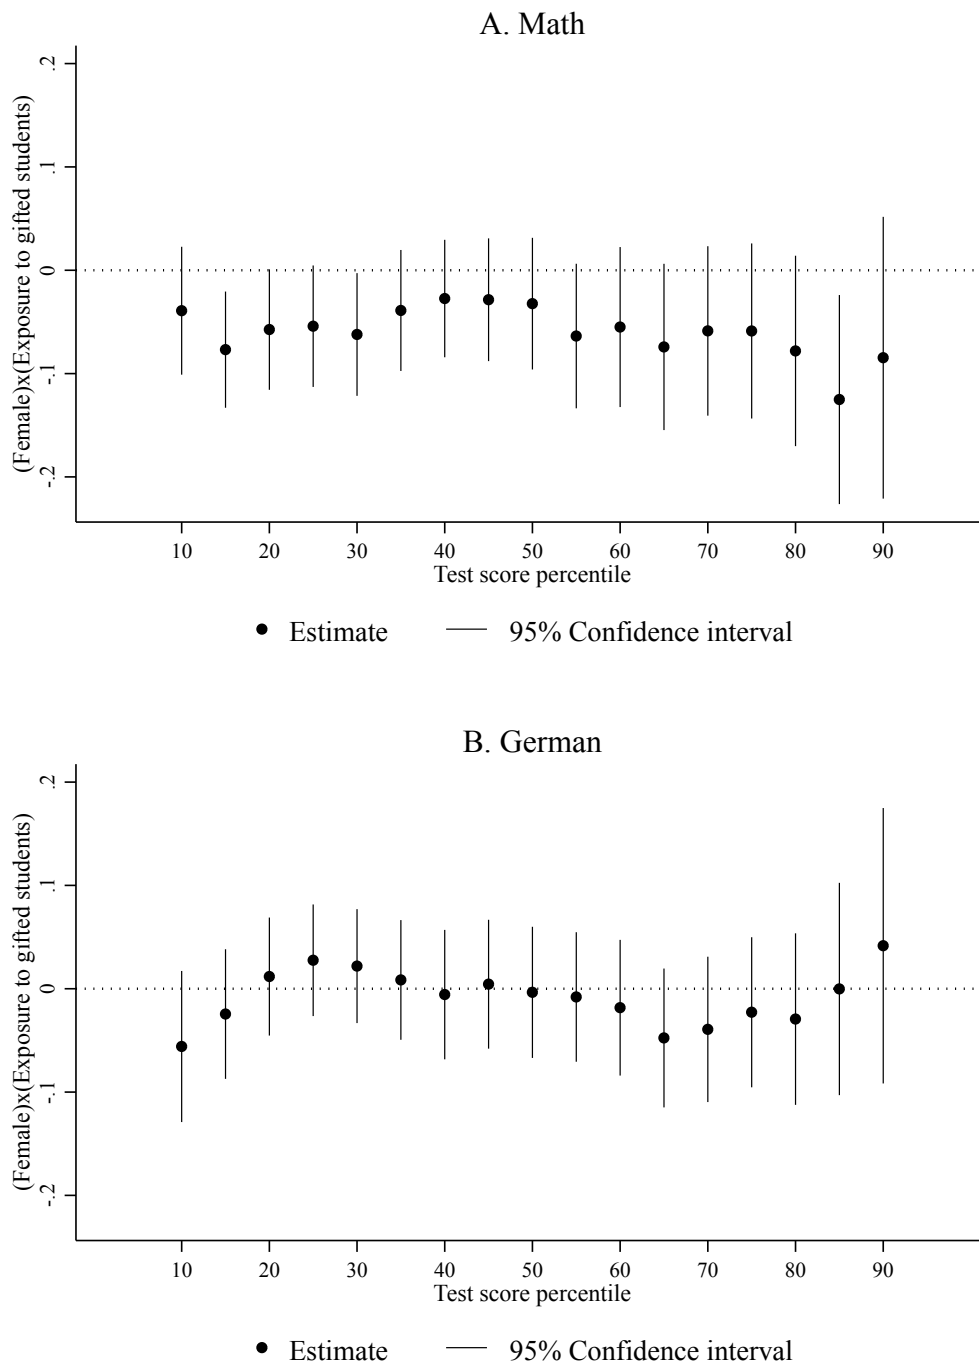 A. Math
(Female)x(Exposure to gifted students)
.2
.1
0
-.1
-.2
10 20 30 40 50 60 70 80 90
Test score percentile
Estimate 95% Confidence interval
B. German
(Female)x(Exposure to gifted students)
.2
.1
0
-.1
-.2
10 20 30 40 50 60 70 80 90
Test score percentile
Estimate 95% Confidence interval